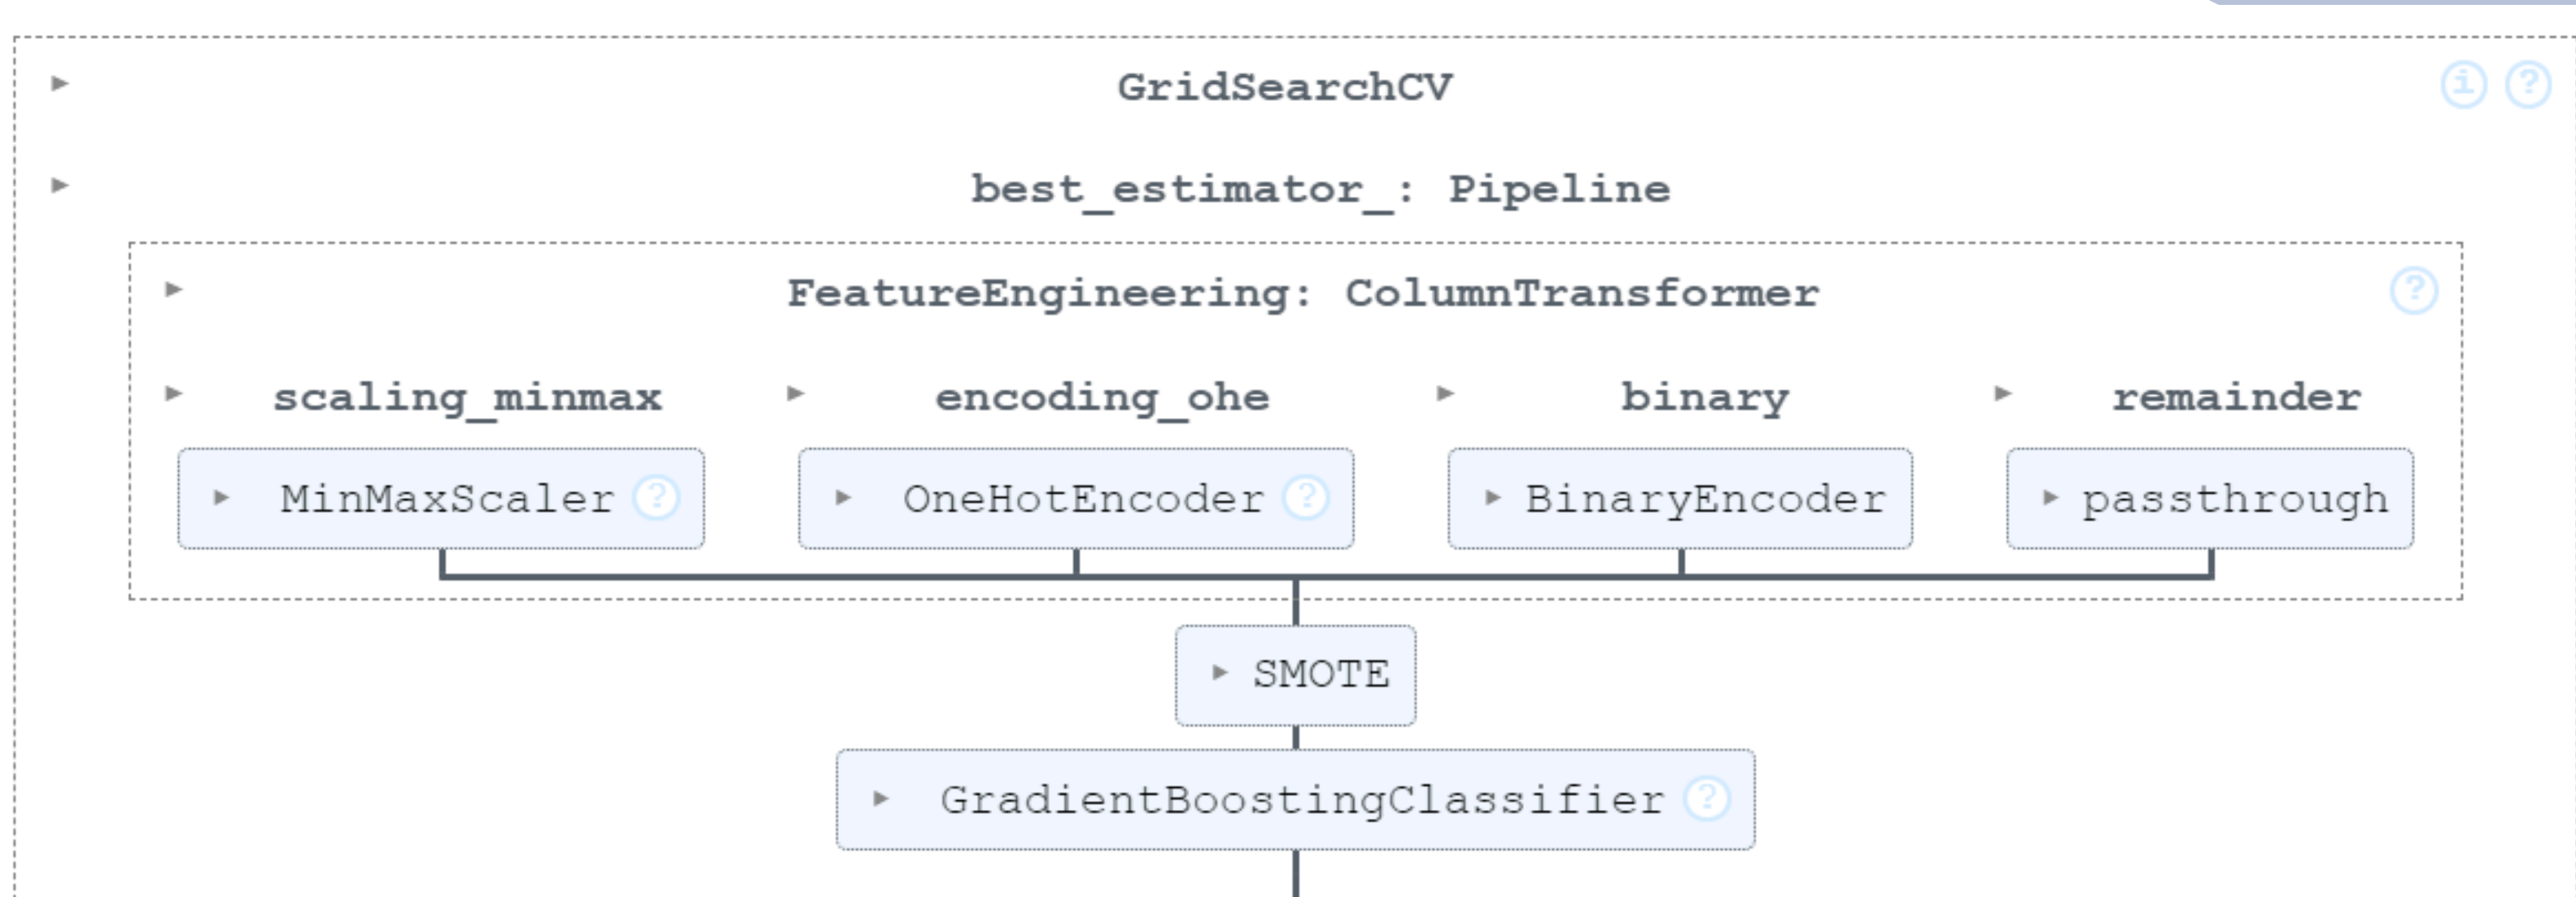 GridSearchCV i ?
best_estimator_: Pipeline
FeatureEngineering: ColumnTransformer ?
scaling_minmax encoding_ohe binary remainder
MinMaxScaler ? OneHotEncoder ? BinaryEncoder passthrough
SMOTE
GradientBoostingClassifier ?